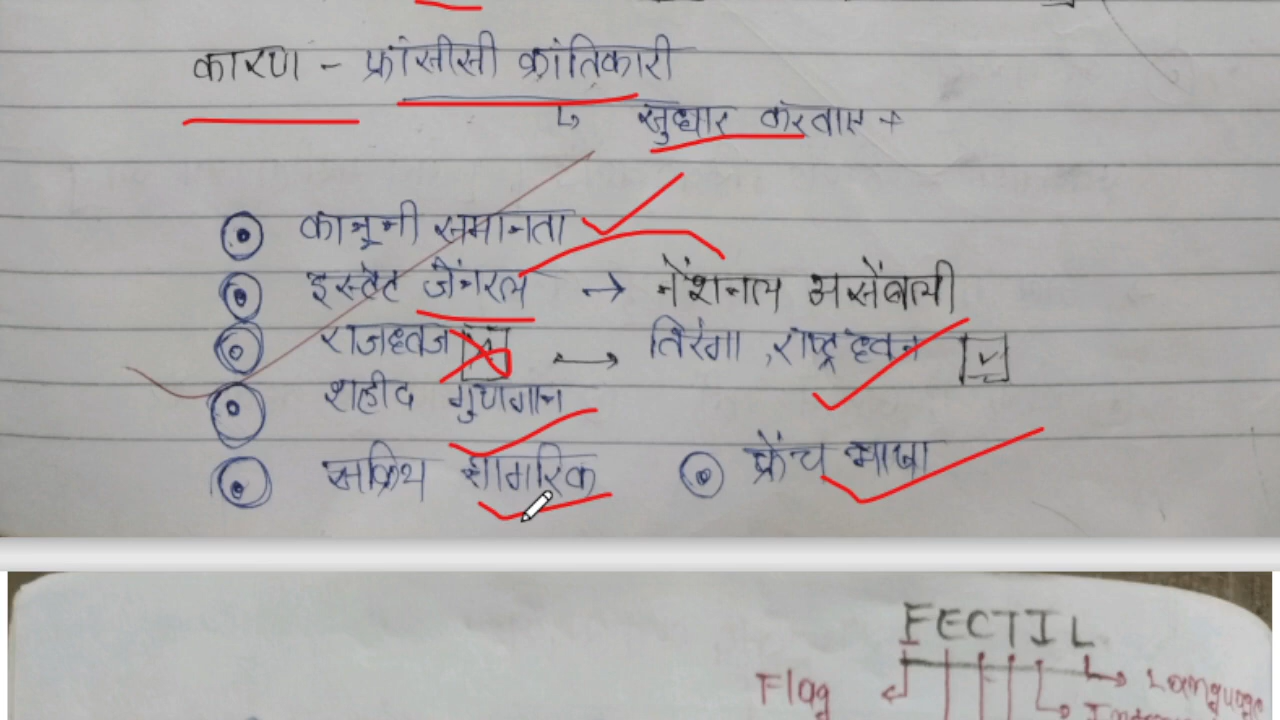 कारण - फ्रांसीसी क्रांतिकारी
↳ सुधार करवाए →
कानूनी समानता
इस्तेत जेंनरल → नेंशनल असेंबली
राजध्वज → तिरंगा, राष्ट्र ध्वज
शहीद गुणगान
सक्रिय नागरिक
फ्रेंच भाषा
FECTIL
Flag
Language